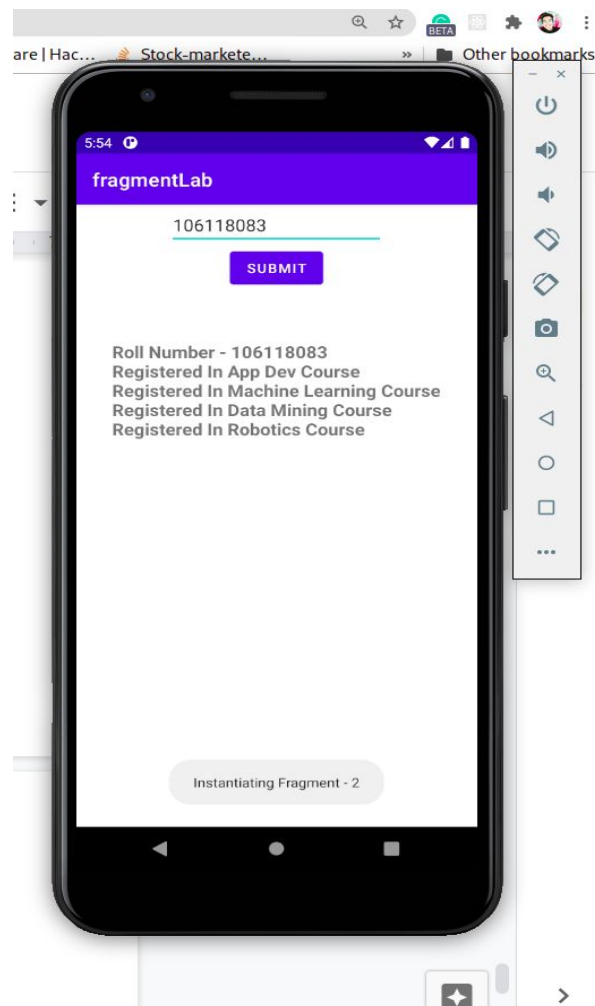 BETA
are | Hac...
Stock-markete...
»
Other bookmarks
5:54
fragmentLab
106118083
SUBMIT
Roll Number - 106118083
Registered In App Dev Course
Registered In Machine Learning Course
Registered In Data Mining Course
Registered In Robotics Course
Instantiating Fragment - 2